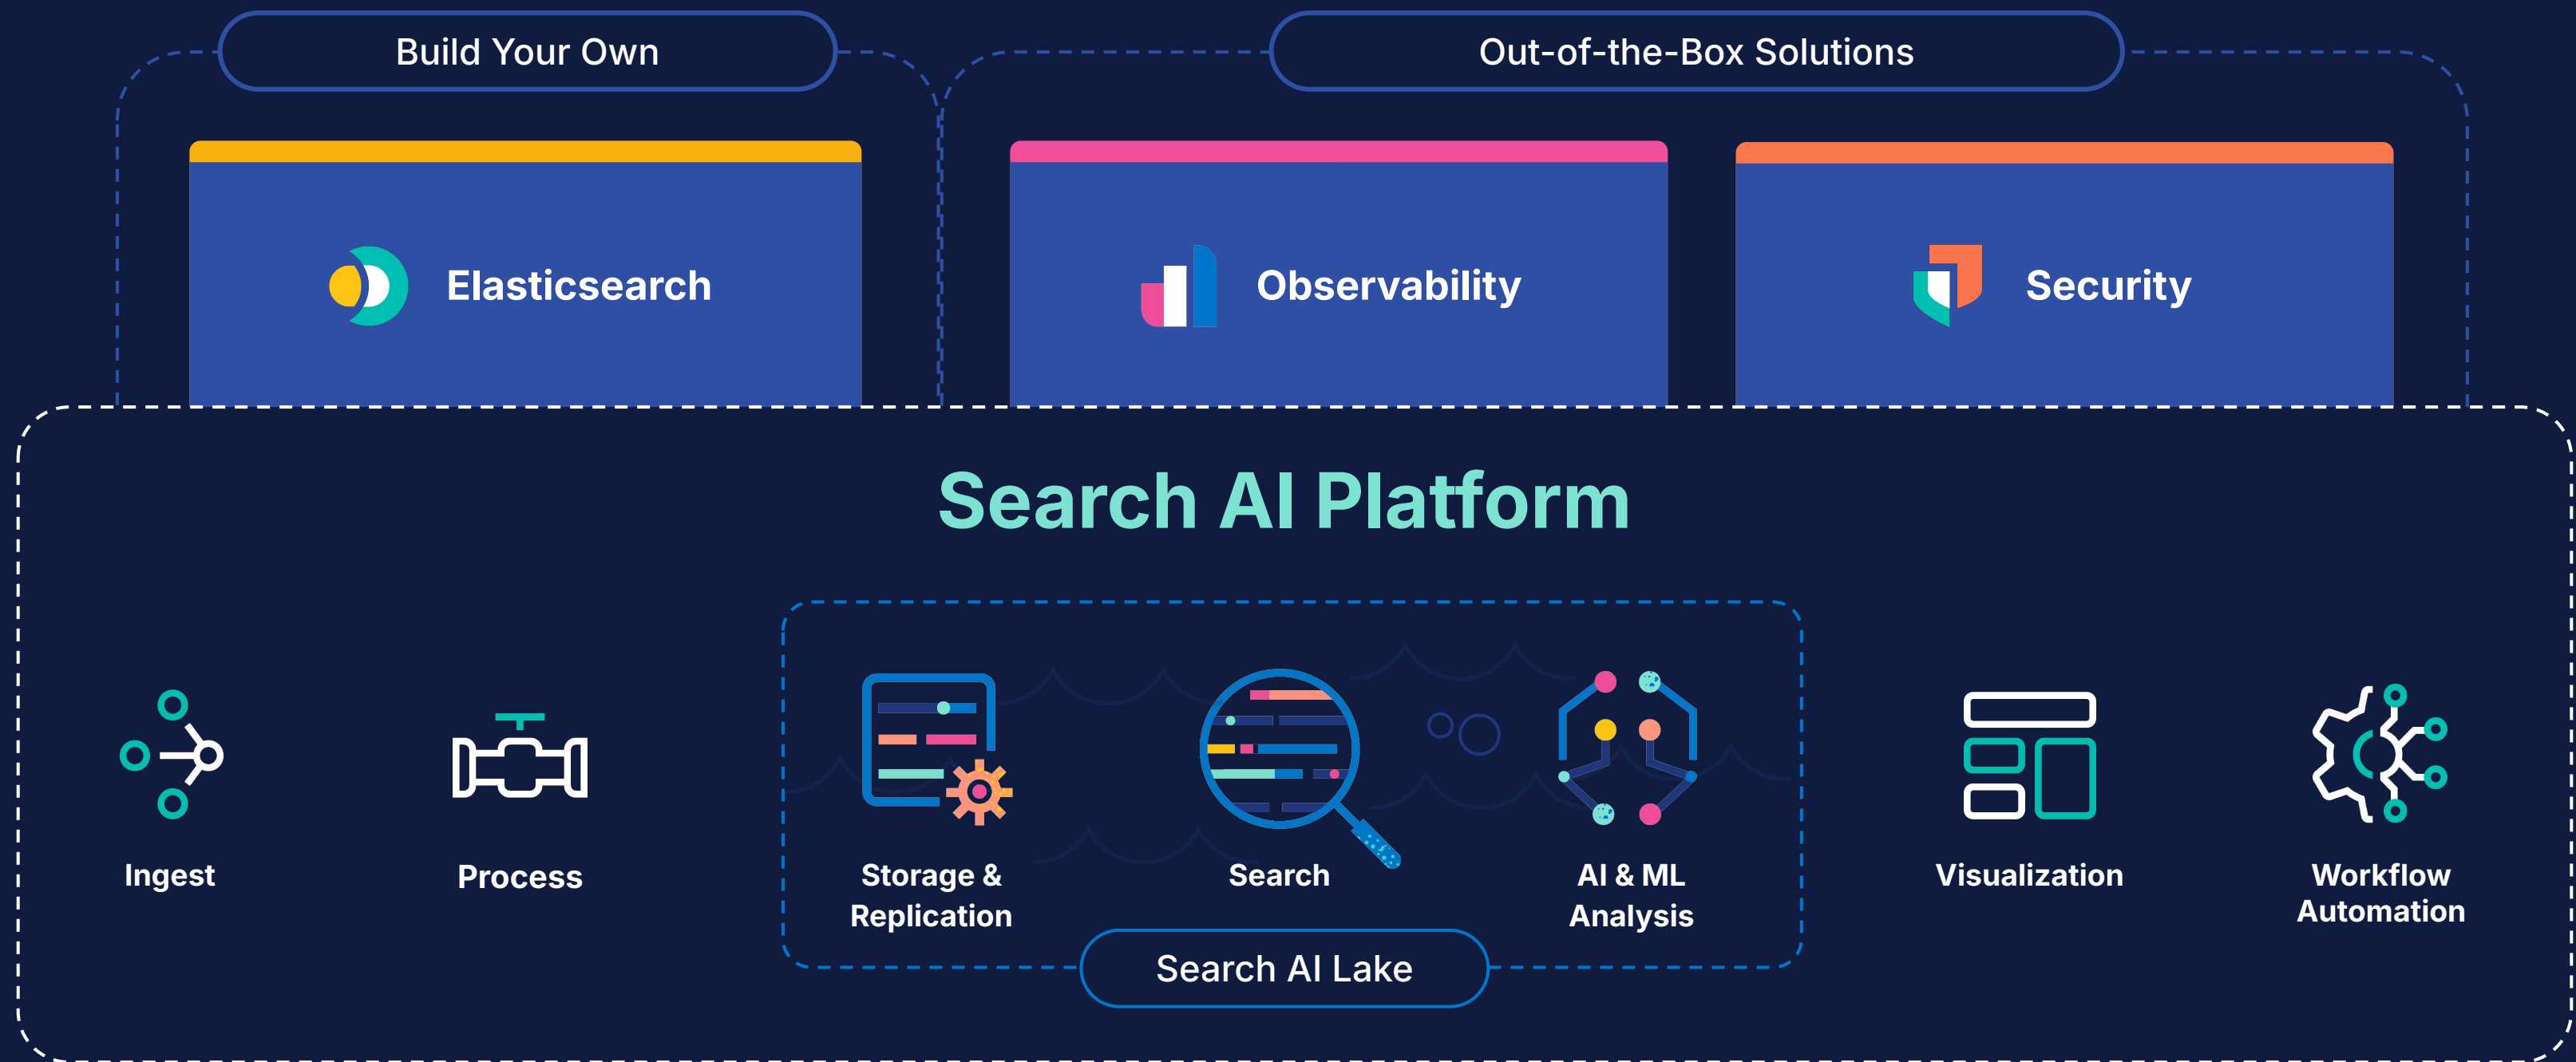 Build Your Own
Out-of-the-Box Solutions
Elasticsearch
Observability
Security
Search AI Platform
Ingest
Process
Storage &
Replication
Search
AI & ML
Analysis
Visualization
Workflow
Automation
Search AI Lake